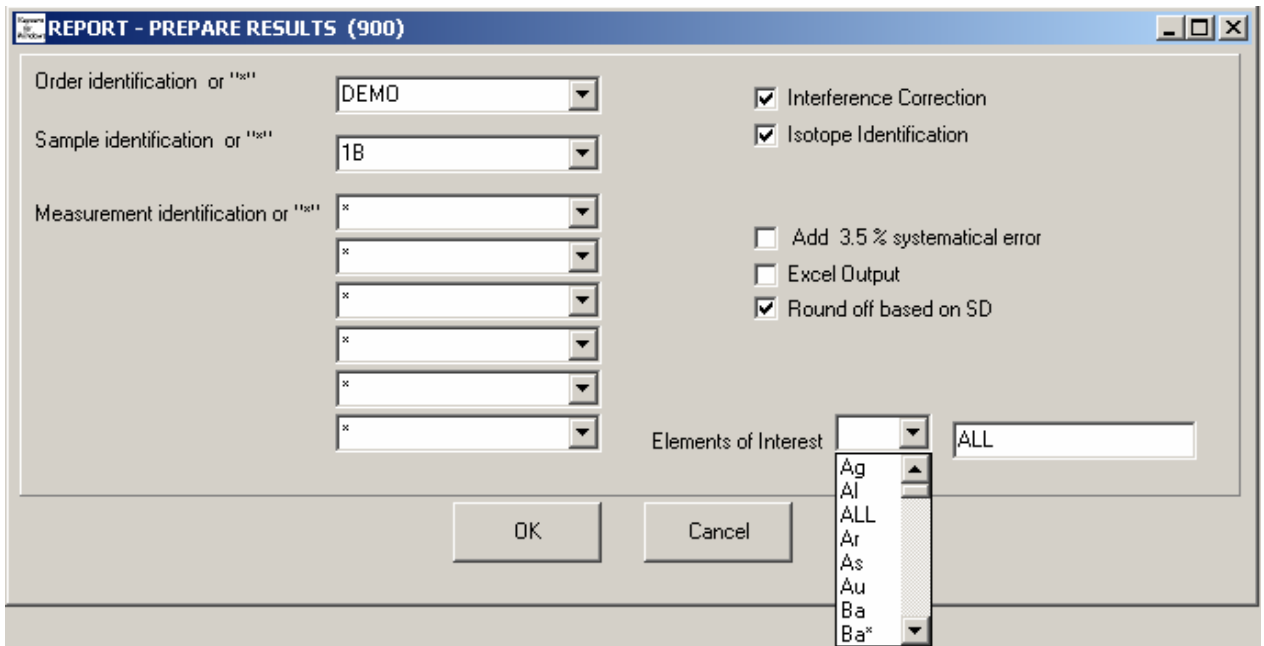 REPORT - PREPARE RESULTS (900)
Order identification or "*"
DEMO
Sample identification or "*"
1B
Measurement identification or "*"
*
*
*
*
*
*
Interference Correction
Isotope Identification
Add 3.5 % systematical error
Excel Output
Round off based on SD
Elements of Interest
ALL
Ag
Al
ALL
Ar
As
Au
Ba
Ba*
OK
Cancel